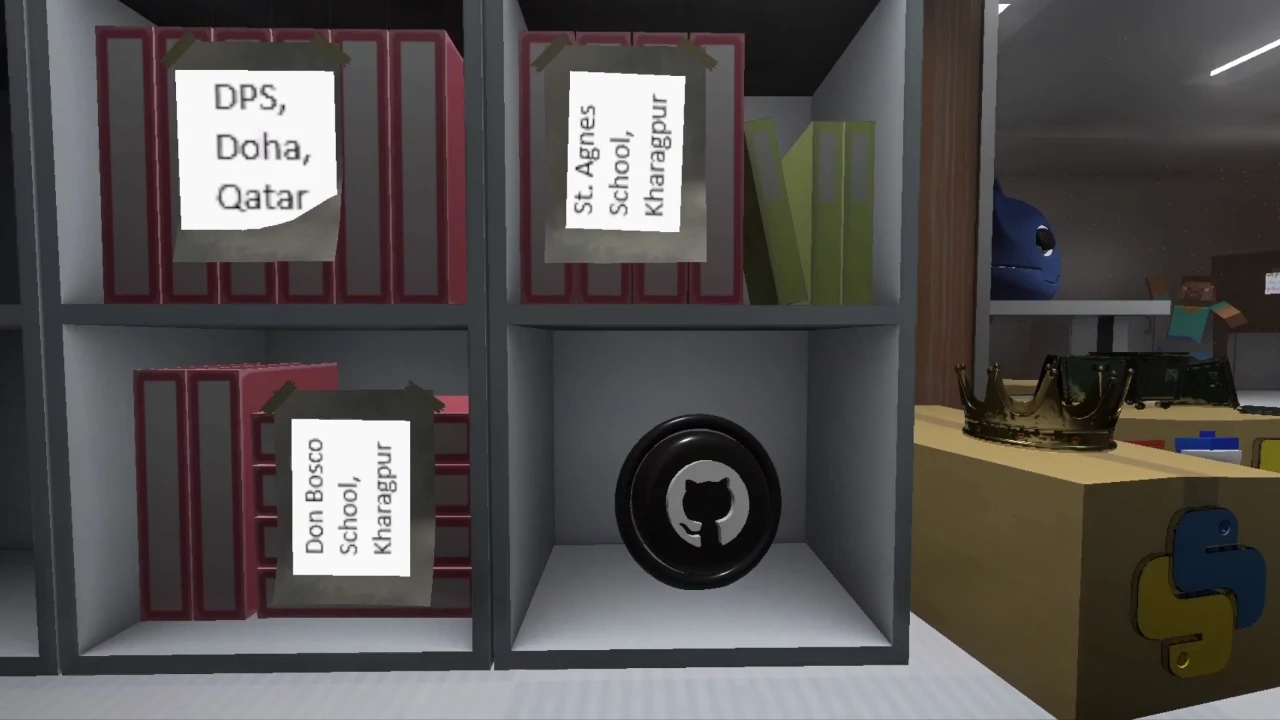 DPS,
Doha,
Qatar
St. Agnes
School,
Kharagpur
Don Bosco
School,
Kharagpur